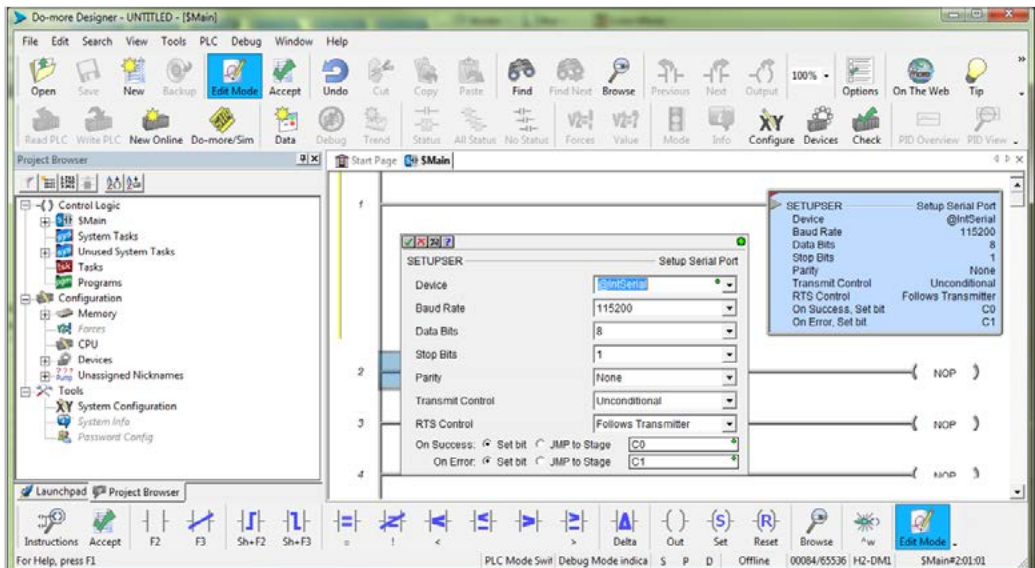 Do-more Designer - UNTITLED - [$Main]
File Edit Search View Tools PLC Debug Window Help
Open Save New Backup Edit Mode Accept Undo Cut Copy Paste Find Find Next Browse Previous Next Output 100% Options On The Web Tip
Read PLC Write PLC New Online Do-more/Sim Data Debug Trend Status All Status No Status Forces Value Mode Info Configure Devices Check PID Overview PID View
Project Browser
Start Page $Main
Control Logic
$Main
System Tasks
Unused System Tasks
Tasks
Programs
Configuration
Memory
Forces
CPU
Devices
Unassigned Nicknames
Tools
System Configuration
System Info
Password Config
Launchpad Project Browser
1
SETUPSER Setup Serial Port
Device @IntSerial
Baud Rate 115200
Data Bits 8
Stop Bits 1
Parity None
Transmit Control Unconditional
RTS Control Follows Transmitter
On Success, Set bit C0
On Error, Set bit C1
SETUPSER Setup Serial Port
Device @IntSerial
Baud Rate 115200
Data Bits 8
Stop Bits 1
Parity None
Transmit Control Unconditional
RTS Control Follows Transmitter
On Success: Set bit JMP to Stage C0
On Error: Set bit JMP to Stage C1
2 NOP
3 NOP
4 NOP
Instructions Accept F2 F3 Sh+F2 Sh+F3 = ! < ≤ > ≥ Delta Out Set Reset Browse ^w Edit Mode
For Help, press F1 PLC Mode Swit Debug Mode indica S P D Offline 00084/65536 H2-DM1 $Main#2:01:01